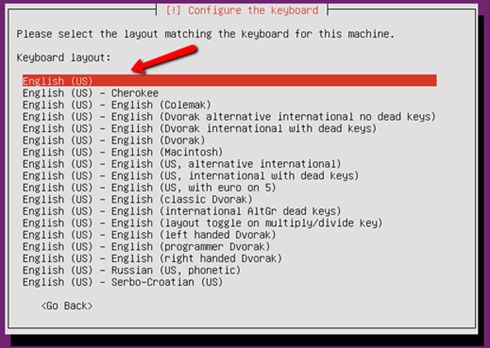 [!] Configure the keyboard
Please select the layout matching the keyboard for this machine.
Keyboard layout:
English (US)
English (US) - Cherokee
English (US) - English (Colemak)
English (US) - English (Dvorak alternative international no dead keys)
English (US) - English (Dvorak international with dead keys)
English (US) - English (Dvorak)
English (US) - English (Macintosh)
English (US) - English (US, alternative international)
English (US) - English (US, international with dead keys)
English (US) - English (US, with euro on 5)
English (US) - English (classic Dvorak)
English (US) - English (international AltGr dead keys)
English (US) - English (layout toggle on multiply/divide key)
English (US) - English (left handed Dvorak)
English (US) - English (programmer Dvorak)
English (US) - English (right handed Dvorak)
English (US) - Russian (US, phonetic)
English (US) - Serbo-Croatian (US)
<Go Back>